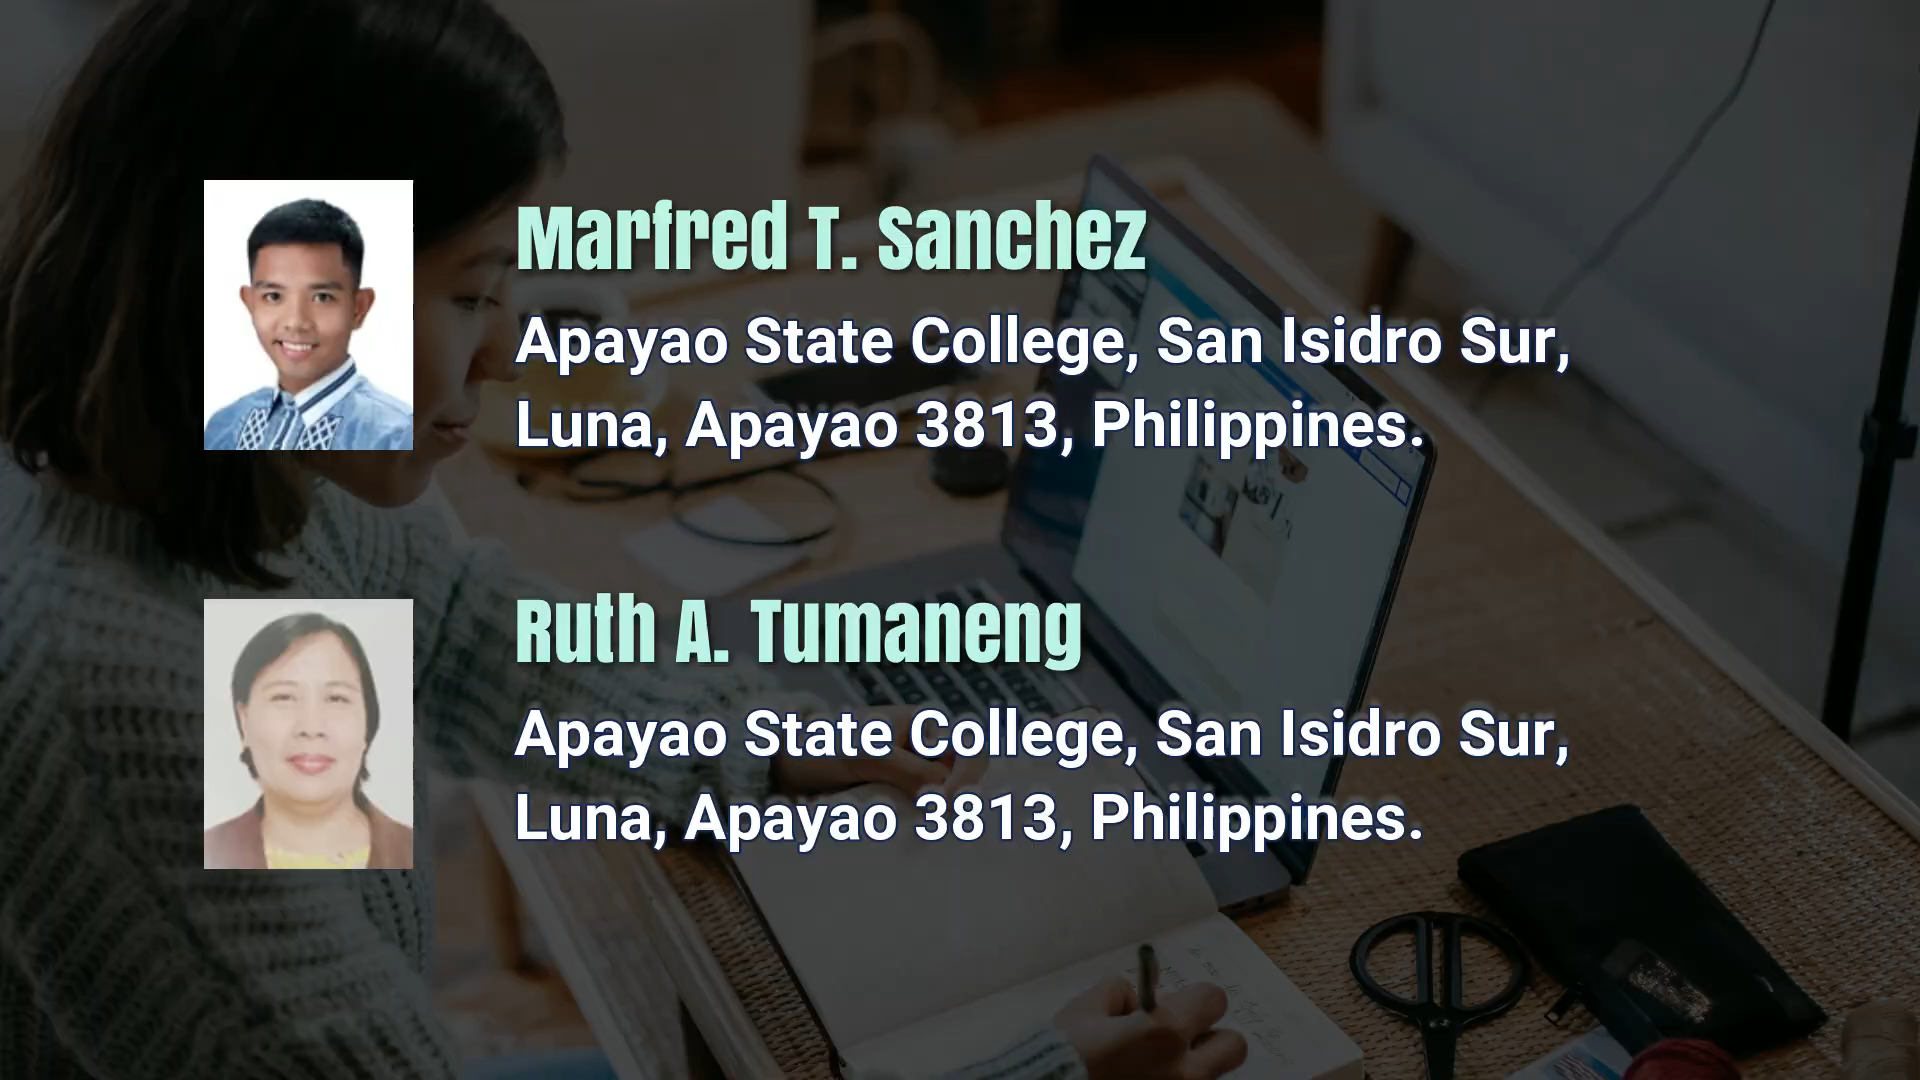 Marfred T. Sanchez
Apayao State College, San Isidro Sur,
Luna, Apayao 3813, Philippines.
Ruth A. Tumaneng
Apayao State College, San Isidro Sur,
Luna, Apayao 3813, Philippines.